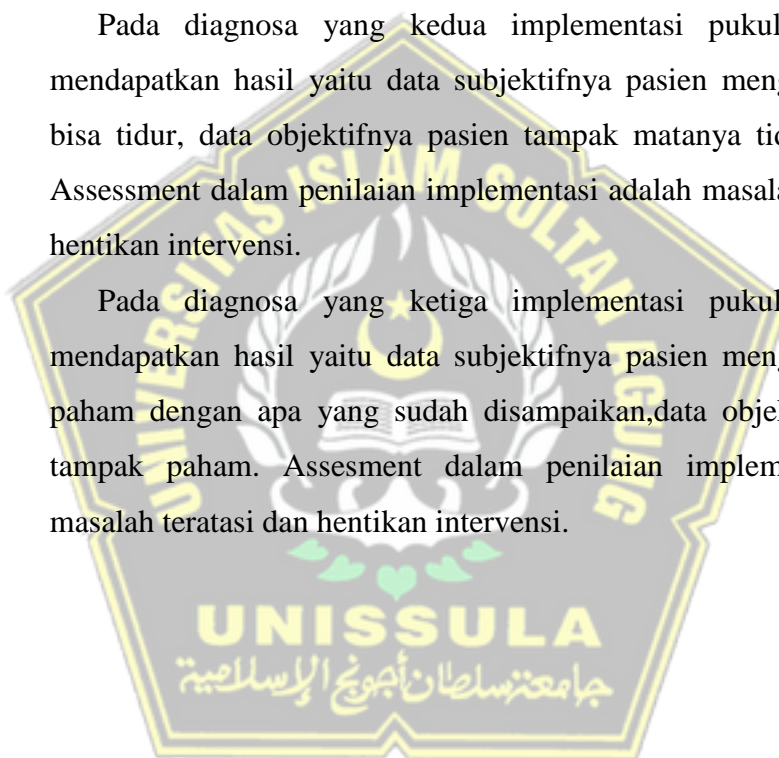 Pada diagnosa yang kedua implementasi pukul
mendapatkan hasil yaitu data subjektifnya pasien meng
bisa tidur, data objektifnya pasien tampak matanya tid
Assessment dalam penilaian implementasi adalah masala
hentikan intervensi.
Pada diagnosa yang ketiga implementasi pukul
mendapatkan hasil yaitu data subjektifnya pasien meng
paham dengan apa yang sudah disampaikan,data obje
tampak paham. Assesment dalam penilaian implem
masalah teratasi dan hentikan intervensi.
UNIVERSITAS ISLAM SULTAN AGUNG
UNISSULA
جامعة سلطان أجونج الإسلامية